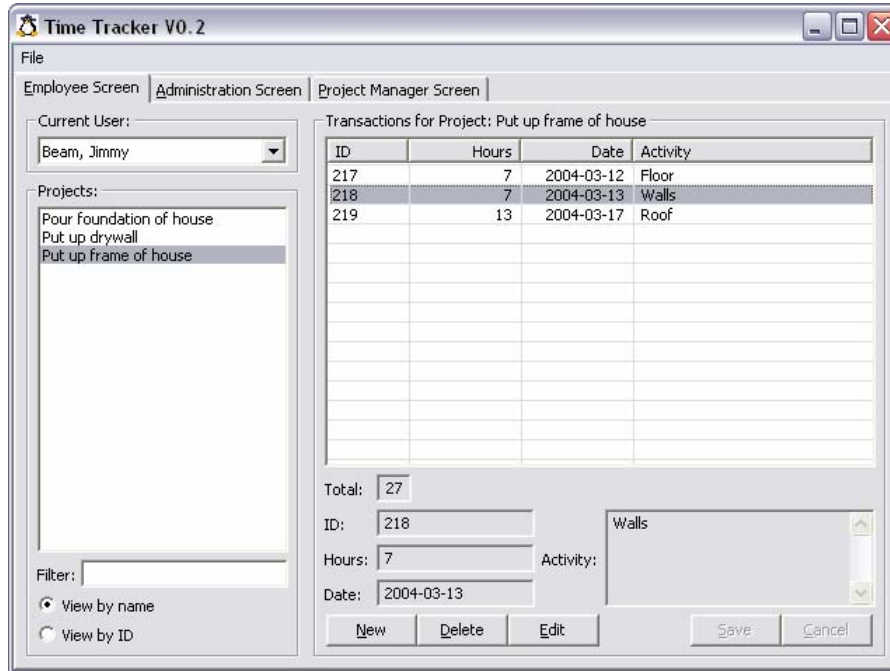 Time Tracker V0.2
File
Employee Screen Administration Screen Project Manager Screen
Current User:
Beam, Jimmy
Projects:
Pour foundation of house
Put up drywall
Put up frame of house
Filter:
View by name
View by ID
Transactions for Project: Put up frame of house
ID Hours Date Activity
217 7 2004-03-12 Floor
218 7 2004-03-13 Walls
219 13 2004-03-17 Roof
Total: 27
ID: 218
Hours: 7
Date: 2004-03-13
Activity: Walls
New Delete Edit Save Cancel